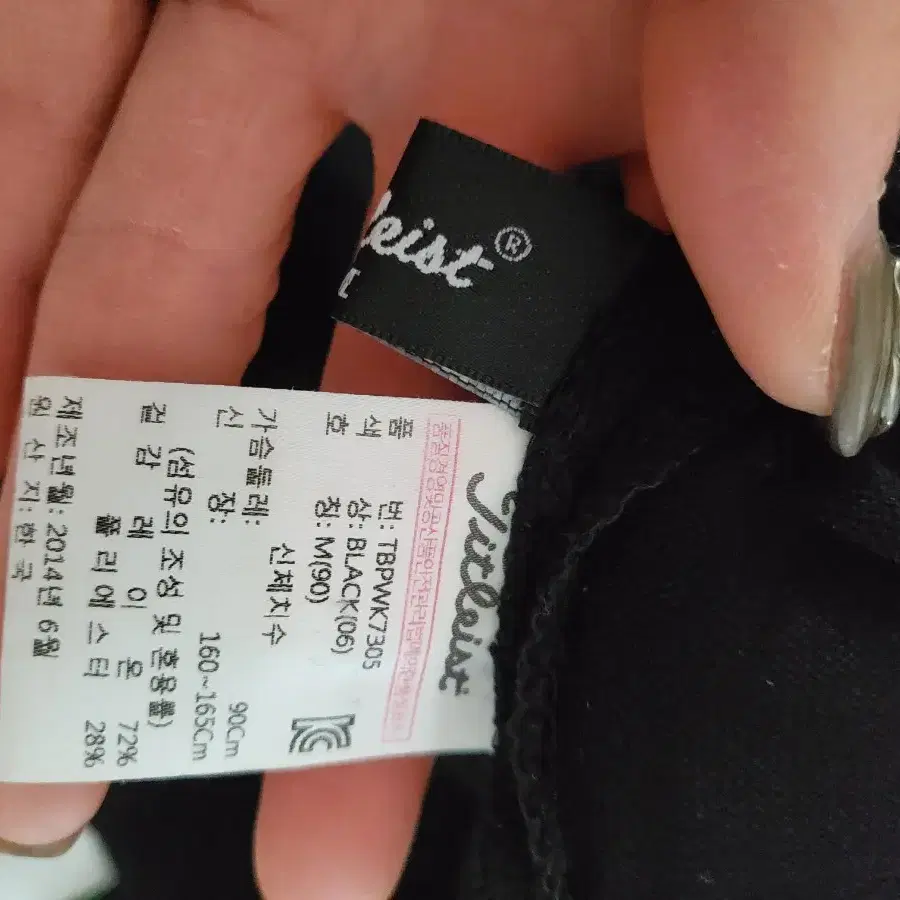 leist®
Titleist
품 번: TBPWK7305
색 상: BLACK(06)
호 칭: M(90)
신체치수
가슴둘레: 90Cm
신 장: 160~165Cm
(섬유의 조성 및 혼용률)
겉 감 레 이 온 72%
폴 리 에 스 터 28%
제조년월: 2014년 6월
원 산 지: 한 국